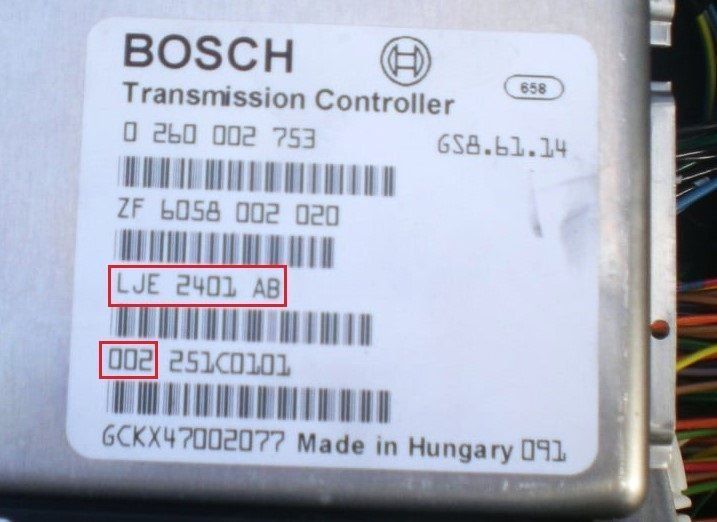 BOSCH
658
Transmission Controller
0 260 002 753 GS8.61.14
ZF 6058 002 020
LJE 2401 AB
002 251C0101
GCKX47002077 Made in Hungary 091